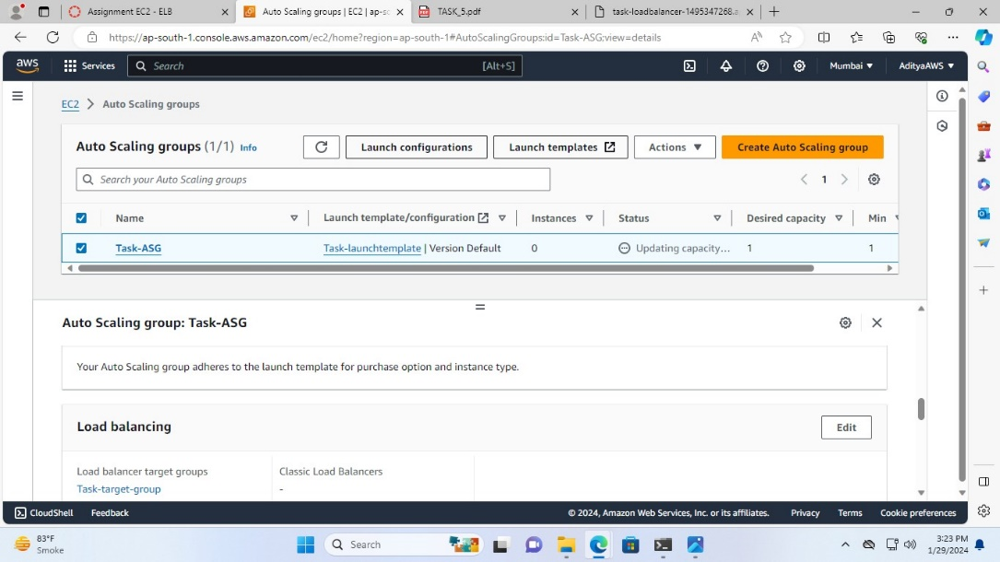 Assignment EC2 - ELB
Auto Scaling groups | EC2 | ap-sc
TASK_5.pdf
task-loadbalancer-1495347268.a
https://ap-south-1.console.aws.amazon.com/ec2/home?region=ap-south-1#AutoScalingGroups:id=Task-ASG;view=details
aws
Services
Search
[Alt+S]
Mumbai
AdityaAWS
EC2 > Auto Scaling groups
Auto Scaling groups (1/1) Info
Launch configurations
Launch templates
Actions
Create Auto Scaling group
Search your Auto Scaling groups
1
Name
Launch template/configuration
Instances
Status
Desired capacity
Min
Task-ASG
Task-launchtemplate | Version Default
0
Updating capacity...
1
1
Auto Scaling group: Task-ASG
Your Auto Scaling group adheres to the launch template for purchase option and instance type.
Load balancing
Edit
Load balancer target groups
Classic Load Balancers
Task-target-group
-
CloudShell
Feedback
© 2024, Amazon Web Services, Inc. or its affiliates.
Privacy
Terms
Cookie preferences
83°F
Smoke
Search
3:23 PM
1/29/2024